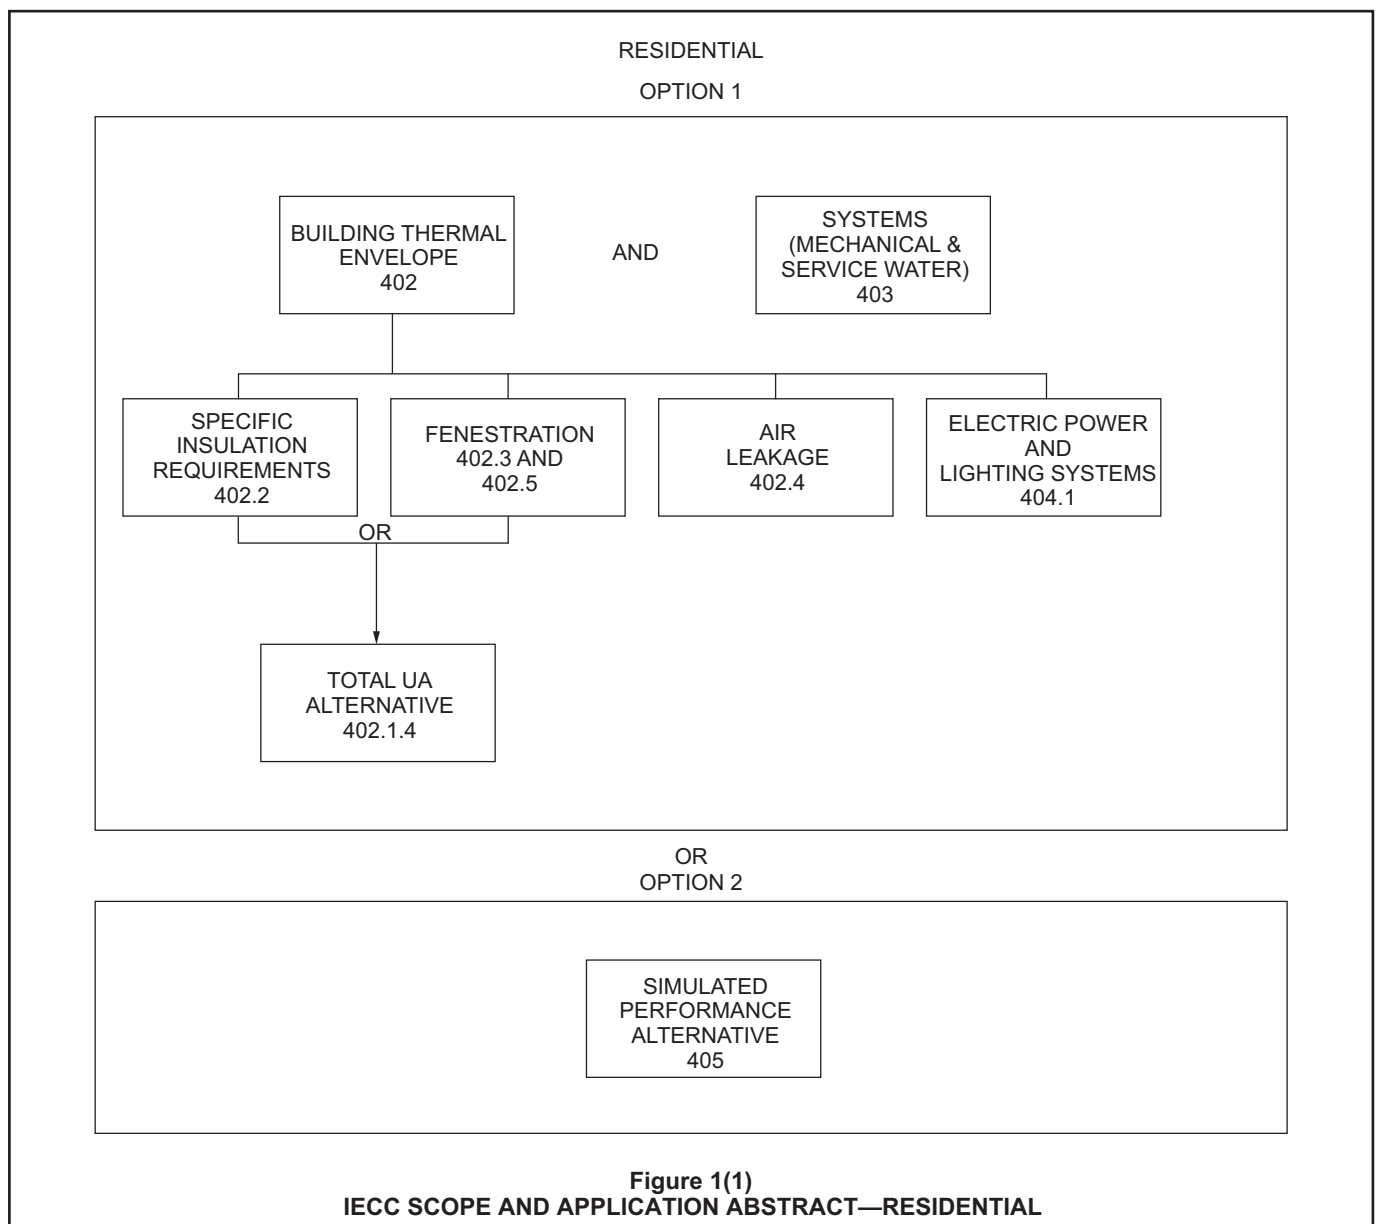 RESIDENTIAL
OPTION 1
BUILDING THERMAL
ENVELOPE
402
AND
SYSTEMS
(MECHANICAL &
SERVICE WATER)
403
SPECIFIC
INSULATION
REQUIREMENTS
402.2
FENESTRATION
402.3 AND
402.5
AIR
LEAKAGE
402.4
ELECTRIC POWER
AND
LIGHTING SYSTEMS
404.1
OR
TOTAL UA
ALTERNATIVE
402.1.4
OR
OPTION 2
SIMULATED
PERFORMANCE
ALTERNATIVE
405
Figure 1(1)
IECC SCOPE AND APPLICATION ABSTRACT—RESIDENTIAL